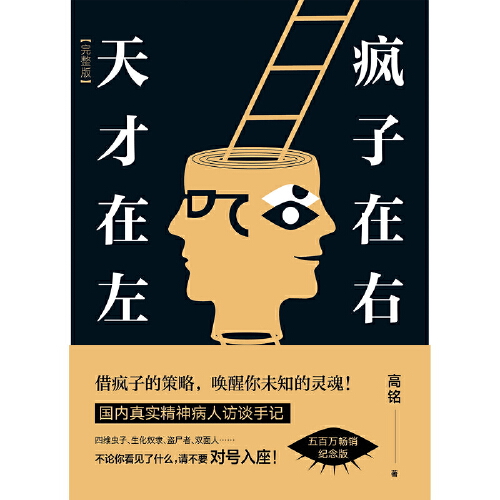 天才在左
【完整版】
疯子在右
借疯子的策略，唤醒你未知的灵魂！
国内真实精神病人访谈手记
四维虫子、生化奴隶、盗尸者、双面人……
不论你看见了什么，请不要 对号入座！
高铭
著
五百万畅销
纪念版